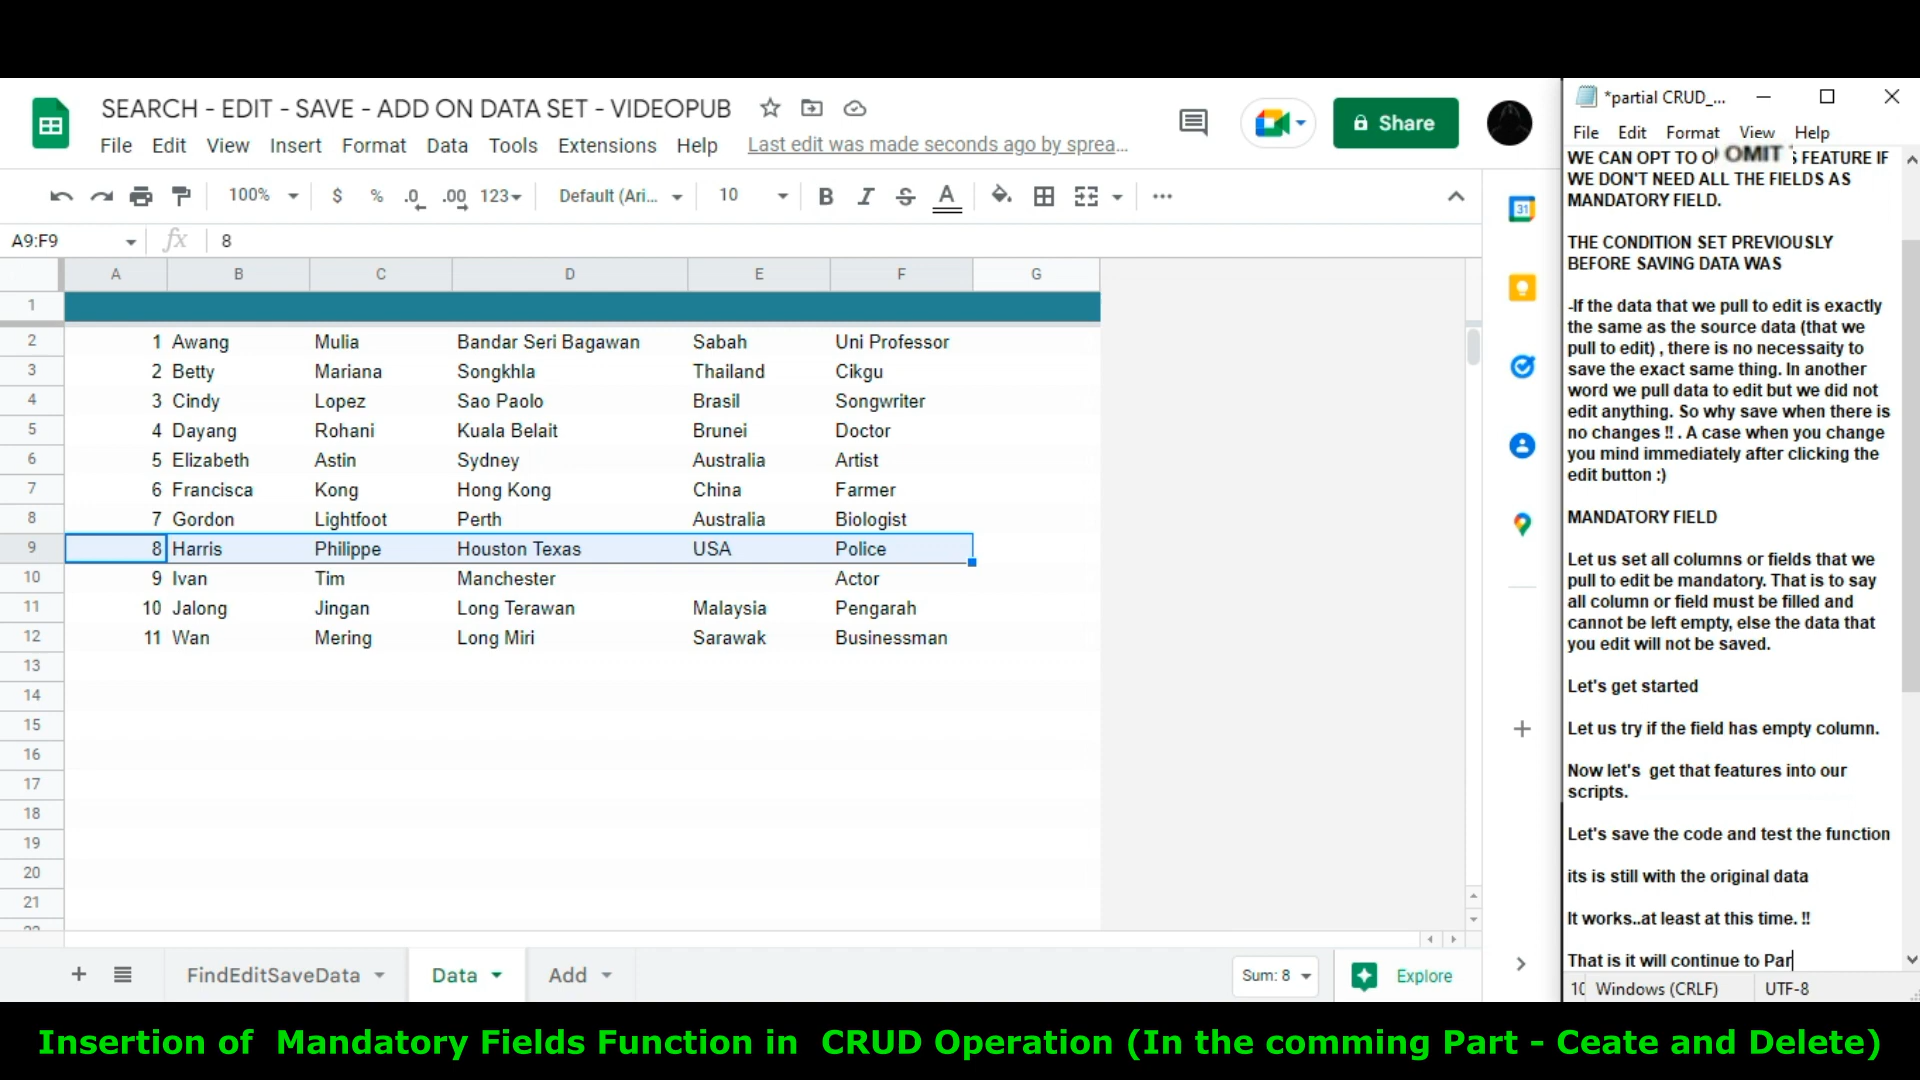 SEARCH - EDIT - SAVE - ADD ON DATA SET - VIDEOPUB
File Edit View Insert Format Data Tools Extensions Help Last edit was made seconds ago by sprea...
Share
100% $ % .0 .00 123 Default (Ari... 10 B I S A
A9:F9 fx 8
A B C D E F G
1
2 1 Awang Mulia Bandar Seri Bagawan Sabah Uni Professor
3 2 Betty Mariana Songkhla Thailand Cikgu
4 3 Cindy Lopez Sao Paolo Brasil Songwriter
5 4 Dayang Rohani Kuala Belait Brunei Doctor
6 5 Elizabeth Astin Sydney Australia Artist
7 6 Francisca Kong Hong Kong China Farmer
8 7 Gordon Lightfoot Perth Australia Biologist
9 8 Harris Philippe Houston Texas USA Police
10 9 Ivan Tim Manchester Actor
11 10 Jalong Jingan Long Terawan Malaysia Pengarah
12 11 Wan Mering Long Miri Sarawak Businessman
13
14
15
16
17
18
19
20
21
FindEditSaveData Data Add Sum: 8 Explore
31
*partial CRUD_...
File Edit Format View Help
WE CAN OPT TO OMIT FEATURE IF
WE DON'T NEED ALL THE FIELDS AS
MANDATORY FIELD.
THE CONDITION SET PREVIOUSLY
BEFORE SAVING DATA WAS
-If the data that we pull to edit is exactly
the same as the source data (that we
pull to edit) , there is no necessaity to
save the exact same thing. In another
word we pull data to edit but we did not
edit anything. So why save when there is
no changes !! . A case when you change
you mind immediately after clicking the
edit button :)
MANDATORY FIELD
Let us set all columns or fields that we
pull to edit be mandatory. That is to say
all column or field must be filled and
cannot be left empty, else the data that
you edit will not be saved.
Let's get started
Let us try if the field has empty column.
Now let's get that features into our
scripts.
Let's save the code and test the function
its is still with the original data
It works..at least at this time. !!
That is it will continue to Par
10 Windows (CRLF) UTF-8
Insertion of Mandatory Fields Function in CRUD Operation (In the comming Part - Ceate and Delete)